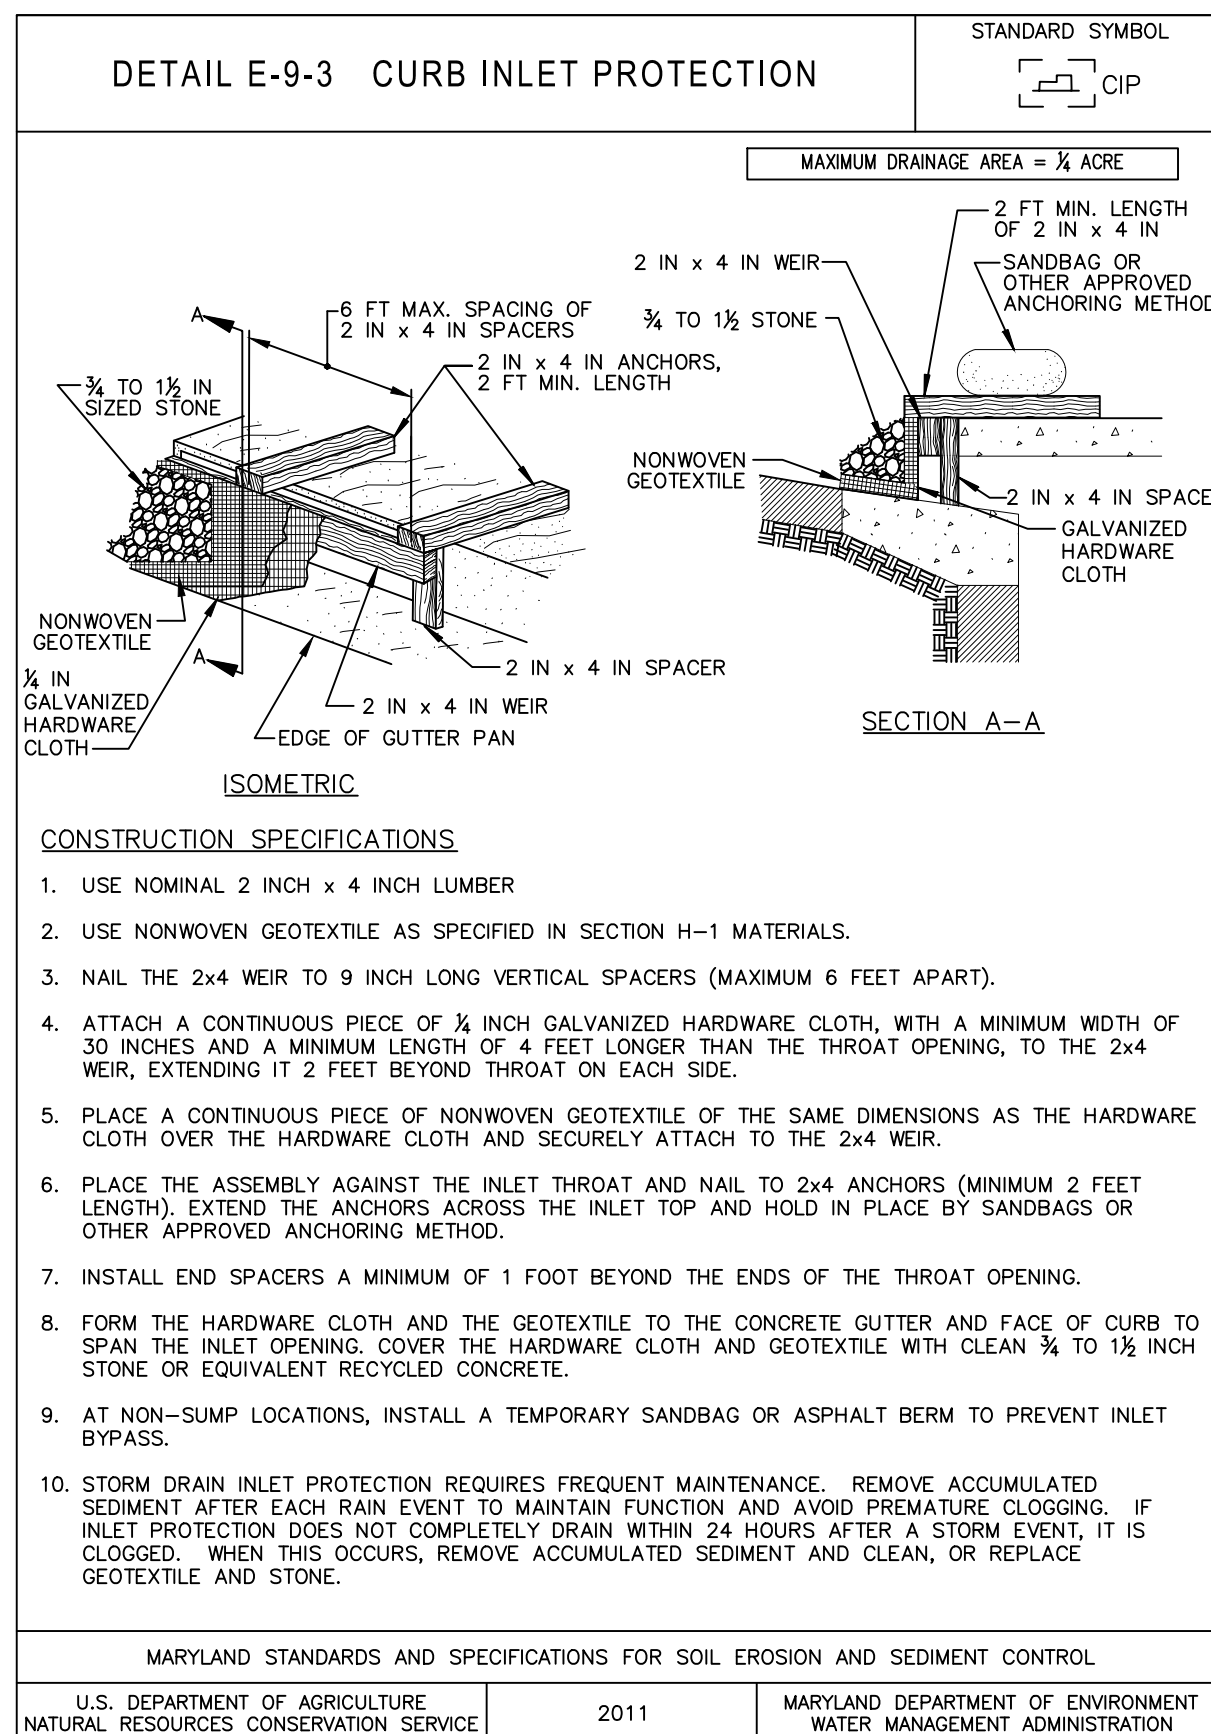 DETAIL E-9-3 CURB INLET PROTECTION
STANDARD SYMBOL
CIP
MAXIMUM DRAINAGE AREA = ¼ ACRE
2 FT MIN. LENGTH
OF 2 IN x 4 IN
2 IN x 4 IN WEIR
SANDBAG OR
OTHER APPROVED
ANCHORING METHOD
¾ TO 1½ STONE
NONWOVEN
GEOTEXTILE
2 IN x 4 IN SPACE
GALVANIZED
HARDWARE
CLOTH
SECTION A-A
A
6 FT MAX. SPACING OF
2 IN x 4 IN SPACERS
2 IN x 4 IN ANCHORS,
2 FT MIN. LENGTH
¾ TO 1½ IN
SIZED STONE
NONWOVEN
GEOTEXTILE
A
¼ IN
GALVANIZED
HARDWARE
CLOTH
2 IN x 4 IN SPACER
2 IN x 4 IN WEIR
EDGE OF GUTTER PAN
ISOMETRIC
CONSTRUCTION SPECIFICATIONS
1. USE NOMINAL 2 INCH x 4 INCH LUMBER
2. USE NONWOVEN GEOTEXTILE AS SPECIFIED IN SECTION H-1 MATERIALS.
3. NAIL THE 2x4 WEIR TO 9 INCH LONG VERTICAL SPACERS (MAXIMUM 6 FEET APART).
4. ATTACH A CONTINUOUS PIECE OF ¼ INCH GALVANIZED HARDWARE CLOTH, WITH A MINIMUM WIDTH OF
30 INCHES AND A MINIMUM LENGTH OF 4 FEET LONGER THAN THE THROAT OPENING, TO THE 2x4
WEIR, EXTENDING IT 2 FEET BEYOND THROAT ON EACH SIDE.
5. PLACE A CONTINUOUS PIECE OF NONWOVEN GEOTEXTILE OF THE SAME DIMENSIONS AS THE HARDWARE
CLOTH OVER THE HARDWARE CLOTH AND SECURELY ATTACH TO THE 2x4 WEIR.
6. PLACE THE ASSEMBLY AGAINST THE INLET THROAT AND NAIL TO 2x4 ANCHORS (MINIMUM 2 FEET
LENGTH). EXTEND THE ANCHORS ACROSS THE INLET TOP AND HOLD IN PLACE BY SANDBAGS OR
OTHER APPROVED ANCHORING METHOD.
7. INSTALL END SPACERS A MINIMUM OF 1 FOOT BEYOND THE ENDS OF THE THROAT OPENING.
8. FORM THE HARDWARE CLOTH AND THE GEOTEXTILE TO THE CONCRETE GUTTER AND FACE OF CURB TO
SPAN THE INLET OPENING. COVER THE HARDWARE CLOTH AND GEOTEXTILE WITH CLEAN ¾ TO 1½ INCH
STONE OR EQUIVALENT RECYCLED CONCRETE.
9. AT NON-SUMP LOCATIONS, INSTALL A TEMPORARY SANDBAG OR ASPHALT BERM TO PREVENT INLET
BYPASS.
10. STORM DRAIN INLET PROTECTION REQUIRES FREQUENT MAINTENANCE. REMOVE ACCUMULATED
SEDIMENT AFTER EACH RAIN EVENT TO MAINTAIN FUNCTION AND AVOID PREMATURE CLOGGING. IF
INLET PROTECTION DOES NOT COMPLETELY DRAIN WITHIN 24 HOURS AFTER A STORM EVENT, IT IS
CLOGGED. WHEN THIS OCCURS, REMOVE ACCUMULATED SEDIMENT AND CLEAN, OR REPLACE
GEOTEXTILE AND STONE.
MARYLAND STANDARDS AND SPECIFICATIONS FOR SOIL EROSION AND SEDIMENT CONTROL
U.S. DEPARTMENT OF AGRICULTURE
NATURAL RESOURCES CONSERVATION SERVICE
2011
MARYLAND DEPARTMENT OF ENVIRONMENT
WATER MANAGEMENT ADMINISTRATION